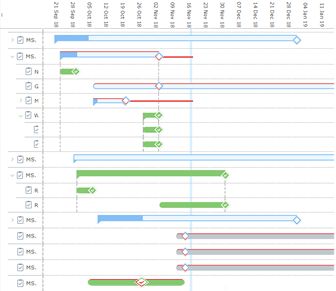 21 Sep 18
28 Sep 18
05 Oct 18
12 Oct 18
19 Oct 18
26 Oct 18
02 Nov 18
09 Nov 18
16 Nov 18
23 Nov 18
30 Nov 18
07 Dec 18
14 Dec 18
21 Dec 18
28 Dec 18
04 Jan 19
11 Jan 19
MS.
MS.
N
G
MS.
MS.
R
R
MS.
MS.
MS.
MS.
MS.